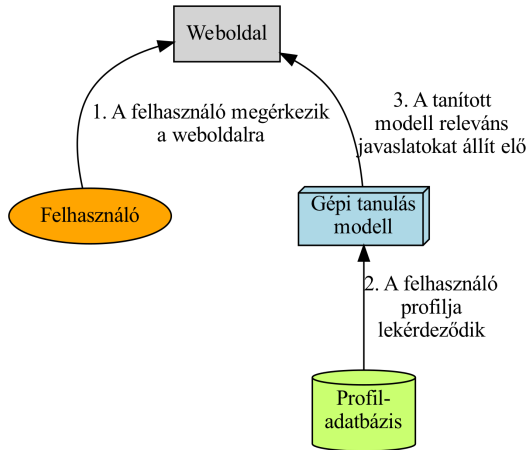 Weboldal
1. A felhasználó megérkezik
a weboldalra
3. A tanított
modell releváns
javaslatokat állít elő
Felhasználó
Gépi tanulás
modell
2. A felhasználó
profilja
lekérdeződik
Profil-
adatbázis